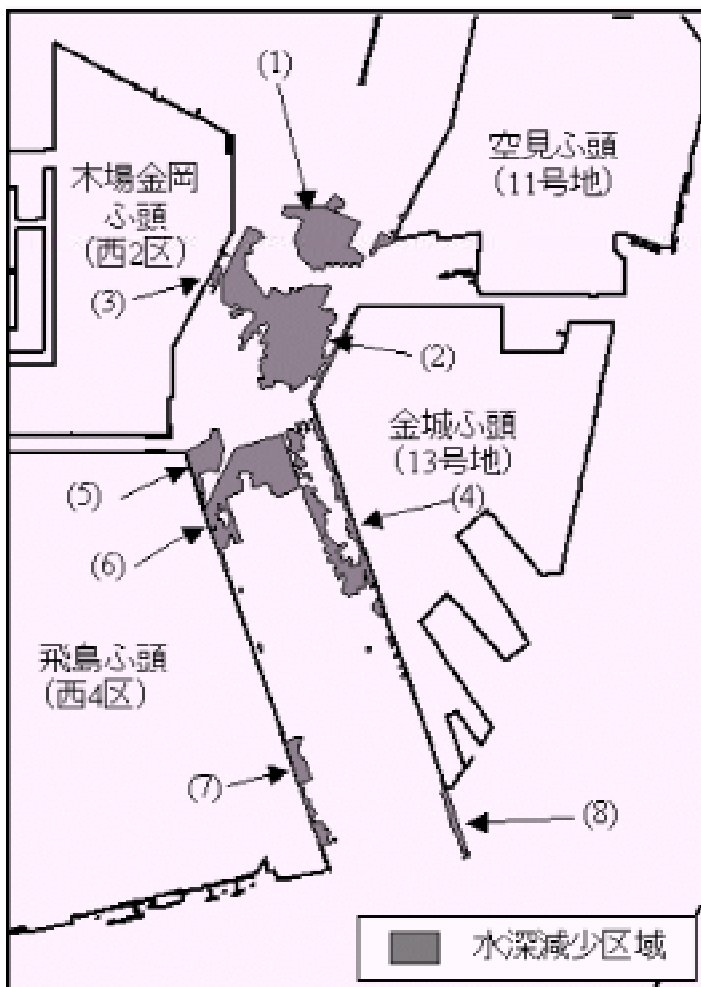 (1)
空見ふ頭
(11号地)
木場金岡
ふ頭
(西2区)
(3)
(2)
金城ふ頭
(13号地)
(4)
(5)
(6)
飛島ふ頭
(西4区)
(7)
(8)
水深減少区域